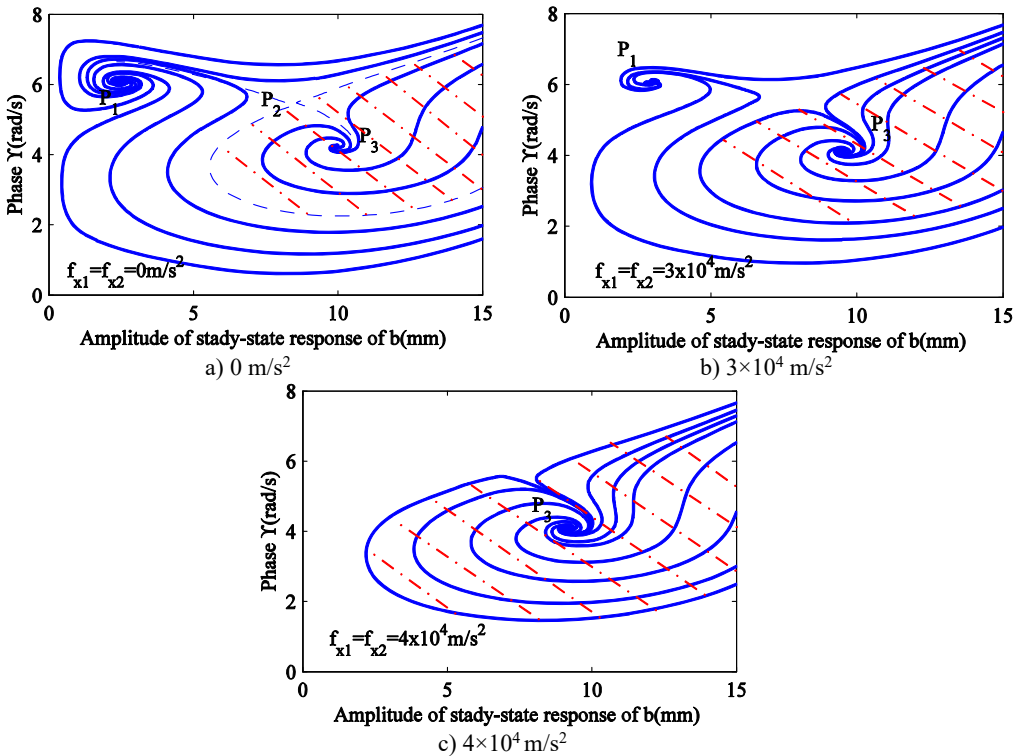 8
6
4
2
0
0
5
10
15
Phase ϒ(rad/s)
P1
P2
P3
fx1=fx2=0m/s2
Amplitude of stady-state response of b(mm)
a) 0 m/s2
8
6
4
2
0
0
5
10
15
Phase ϒ(rad/s)
P1
P3
fx1=fx2=3x104m/s2
Amplitude of stady-state response of b(mm)
b) 3×104 m/s2
8
6
4
2
0
0
5
10
15
Phase ϒ(rad/s)
P3
fx1=fx2=4x104m/s2
Amplitude of stady-state response of b(mm)
c) 4×104 m/s2